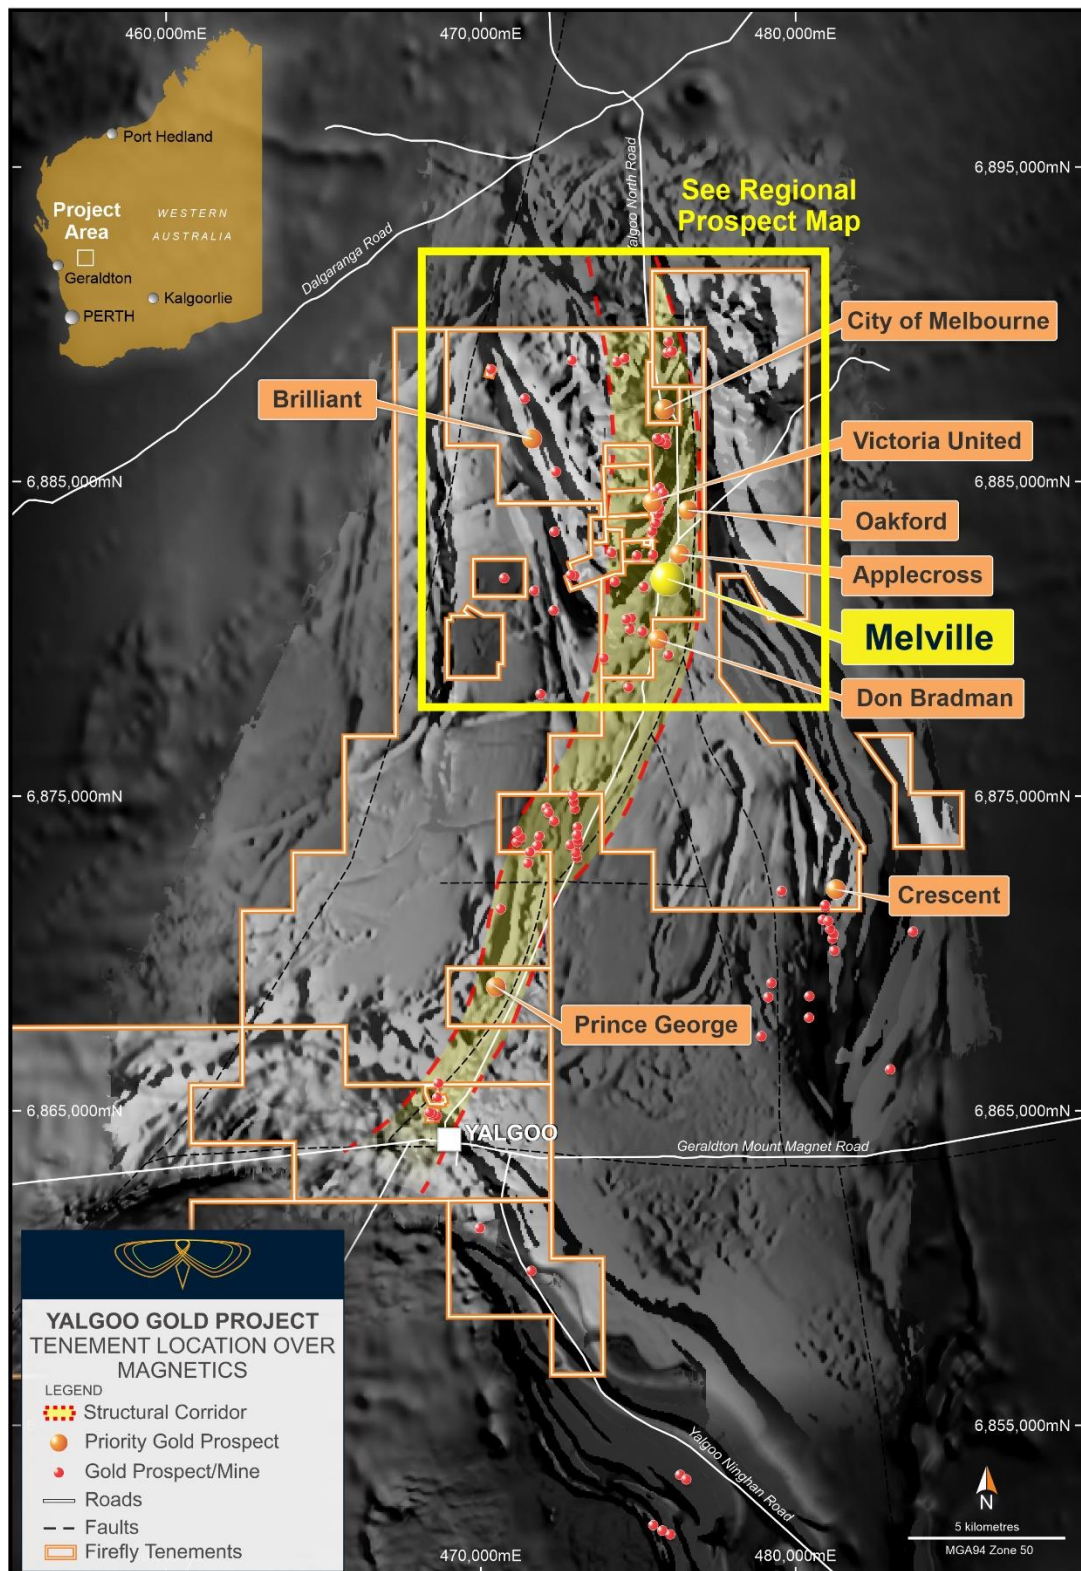 460,000mE
470,000mE
480,000mE
Port Hedland
Project
Area
WESTERN
AUSTRALIA
Geraldton
Kalgoorlie
PERTH
6,895,000mN
6,895,000mN
See Regional
Prospect Map
Yalgoo North Road
Dalgaranga Road
City of Melbourne
Brilliant
Victoria United
6,885,000mN
6,885,000mN
Oakford
Applecross
Melville
Don Bradman
6,875,000mN
6,875,000mN
Crescent
Prince George
6,865,000mN
6,865,000mN
YALGOO
Geraldton Mount Magnet Road
YALGOO GOLD PROJECT
TENEMENT LOCATION OVER
MAGNETICS
LEGEND
Structural Corridor
Priority Gold Prospect
Gold Prospect/Mine
Roads
Faults
Firefly Tenements
6,855,000mN
Yalgoo Ninghan Road
N
5 kilometres
MGA94 Zone 50
470,000mE
480,000mE